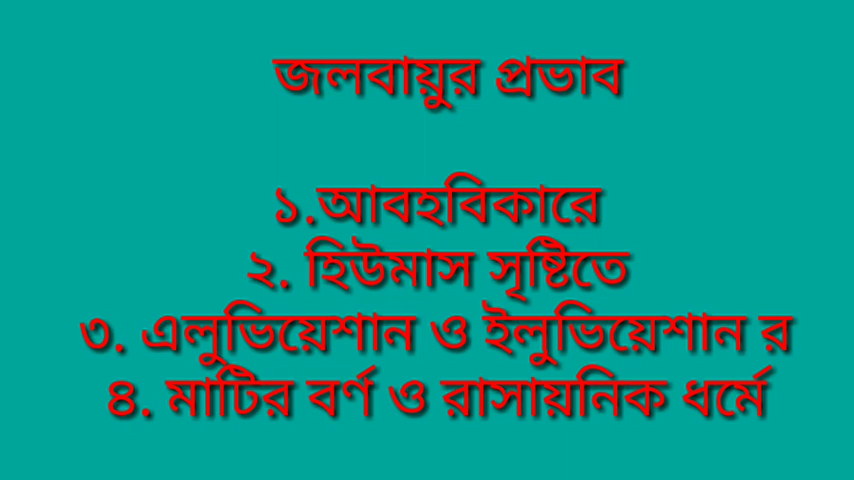 জলবায়ুর প্রভাব
১.আবহবিকারে
২. হিউমাস সৃষ্টিতে
৩. এলুভিয়েশান ও ইলুভিয়েশান র
৪. মাটির বর্ণ ও রাসায়নিক ধর্মে